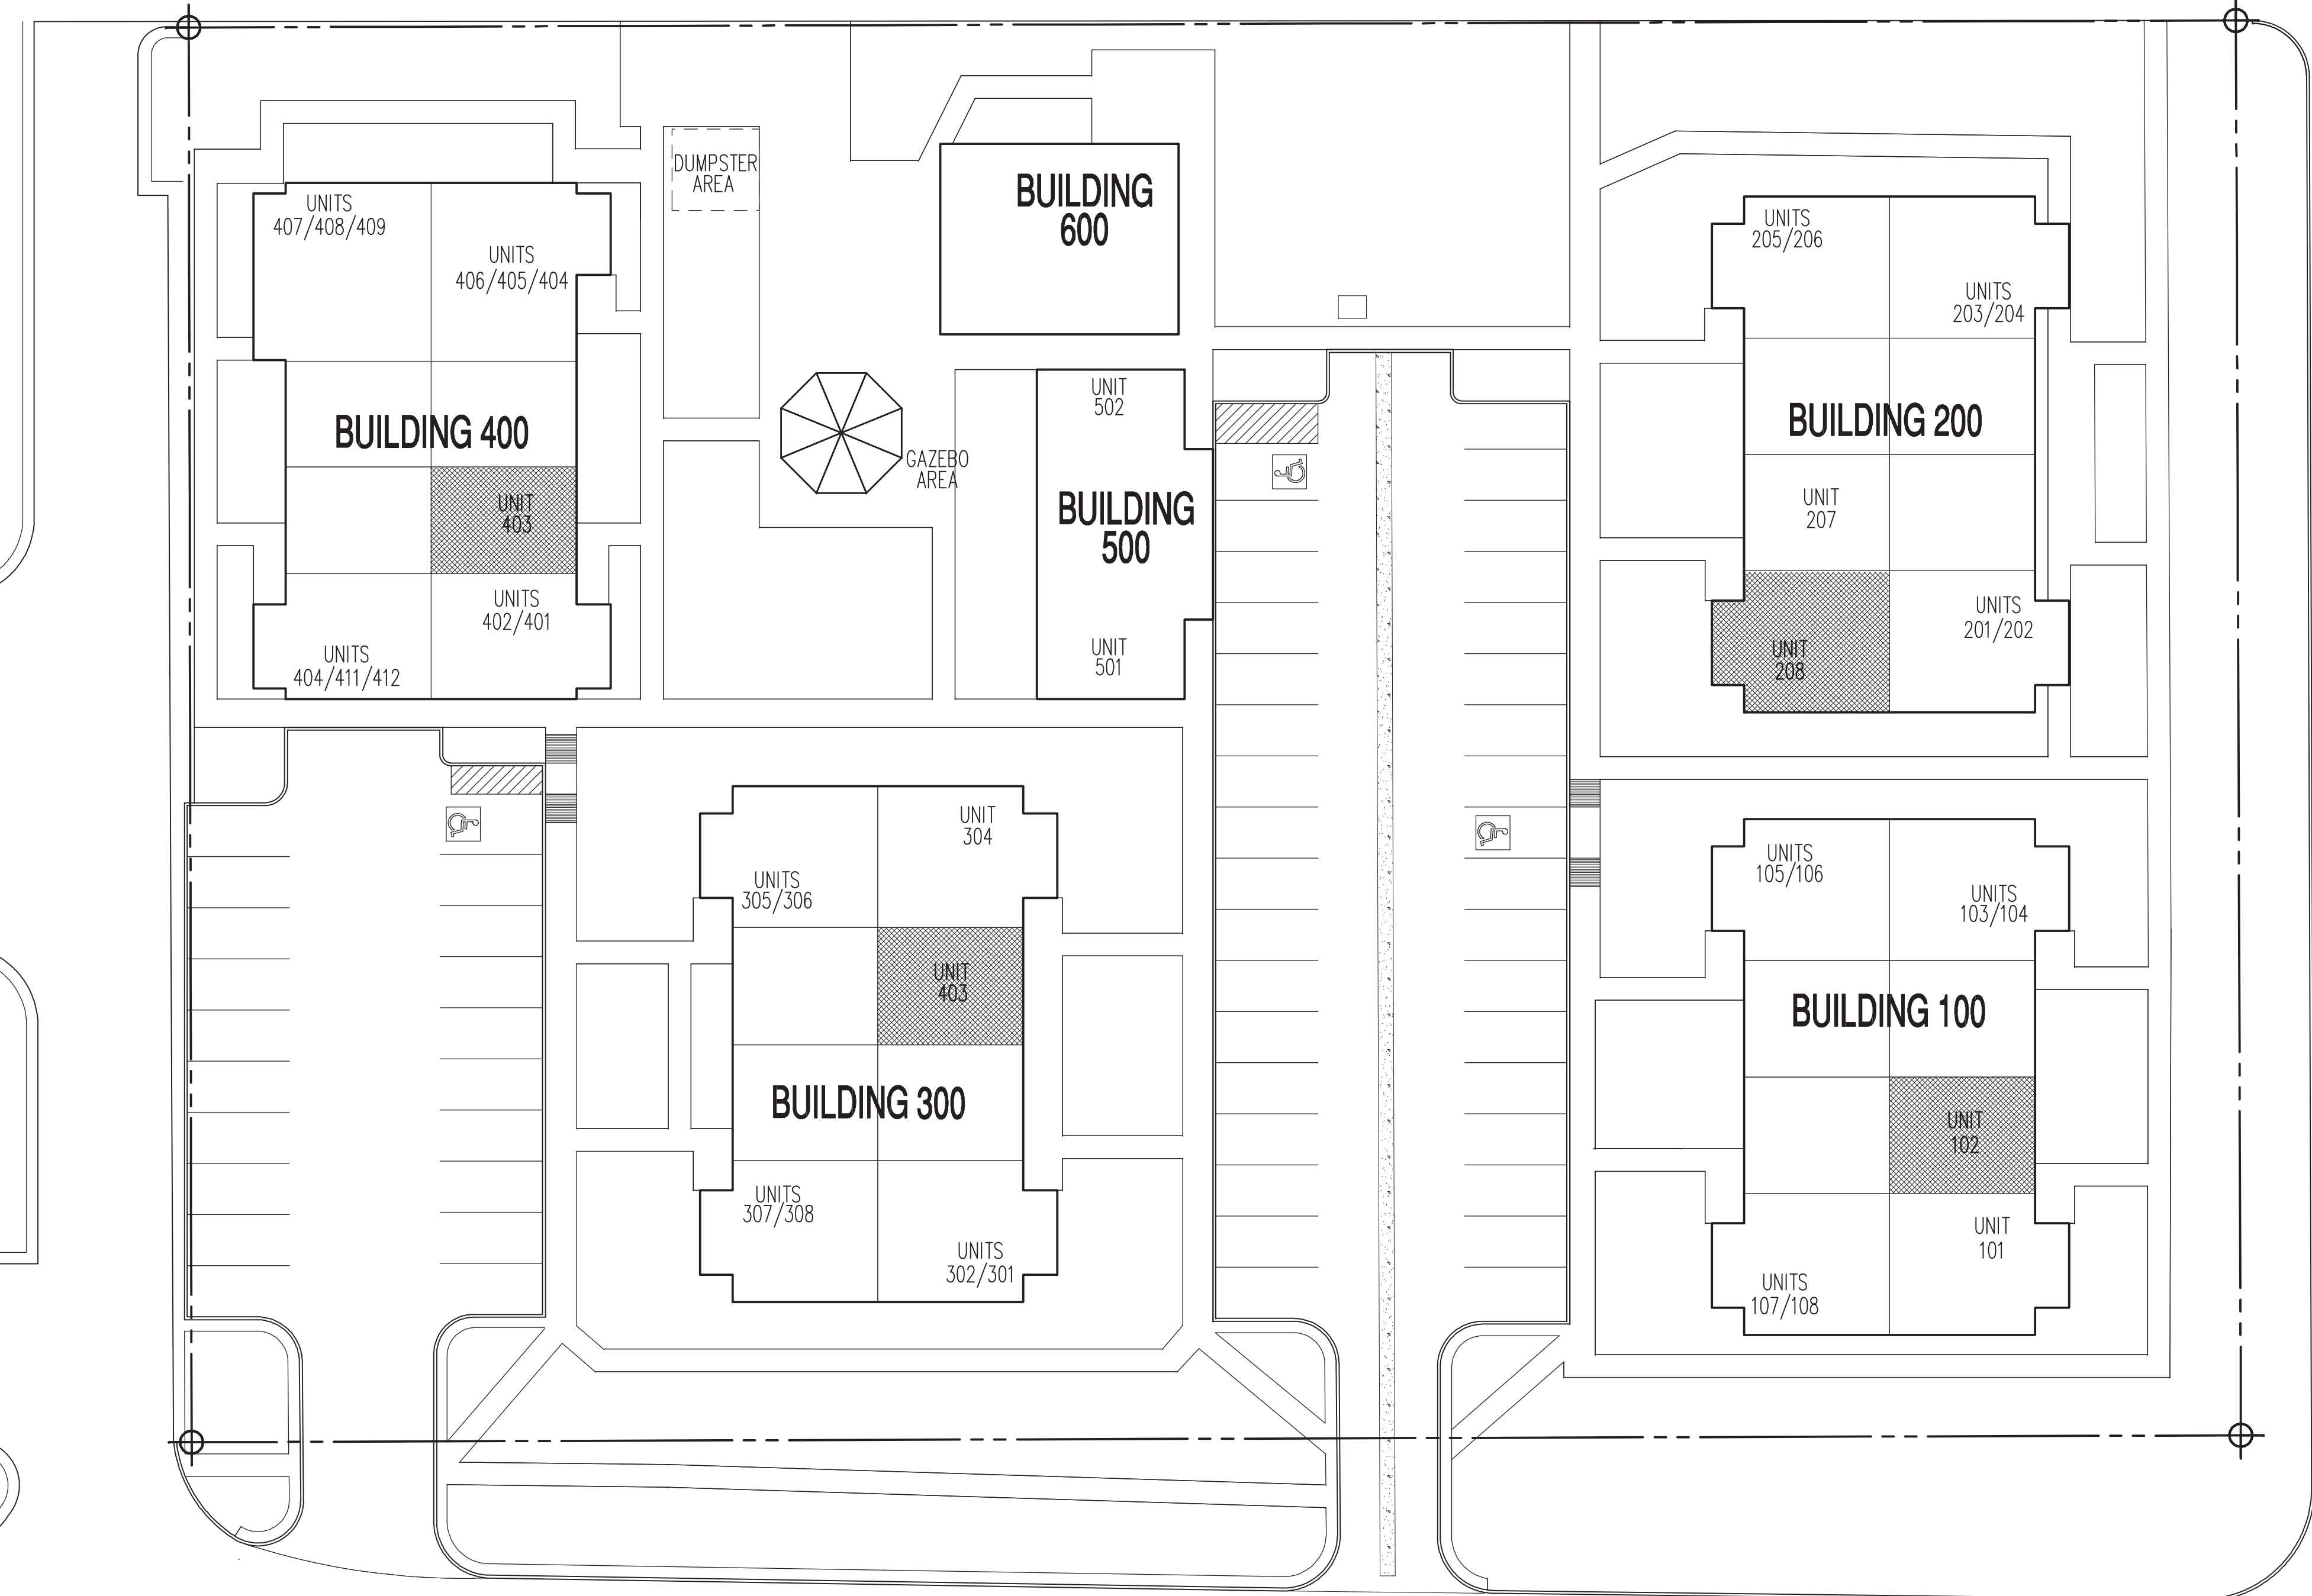 UNITS
407/408/409
UNITS
406/405/404
BUILDING 400
UNIT
403
UNITS
402/401
UNITS
404/411/412
DUMPSTER
AREA
GAZEBO
AREA
BUILDING
600
UNIT
502
BUILDING
500
UNIT
501
UNITS
205/206
UNITS
203/204
BUILDING 200
UNIT
207
UNIT
208
UNITS
201/202
UNIT
304
UNITS
305/306
UNIT
403
BUILDING 300
UNITS
307/308
UNITS
302/301
UNITS
105/106
UNITS
103/104
BUILDING 100
UNIT
102
UNIT
101
UNITS
107/108